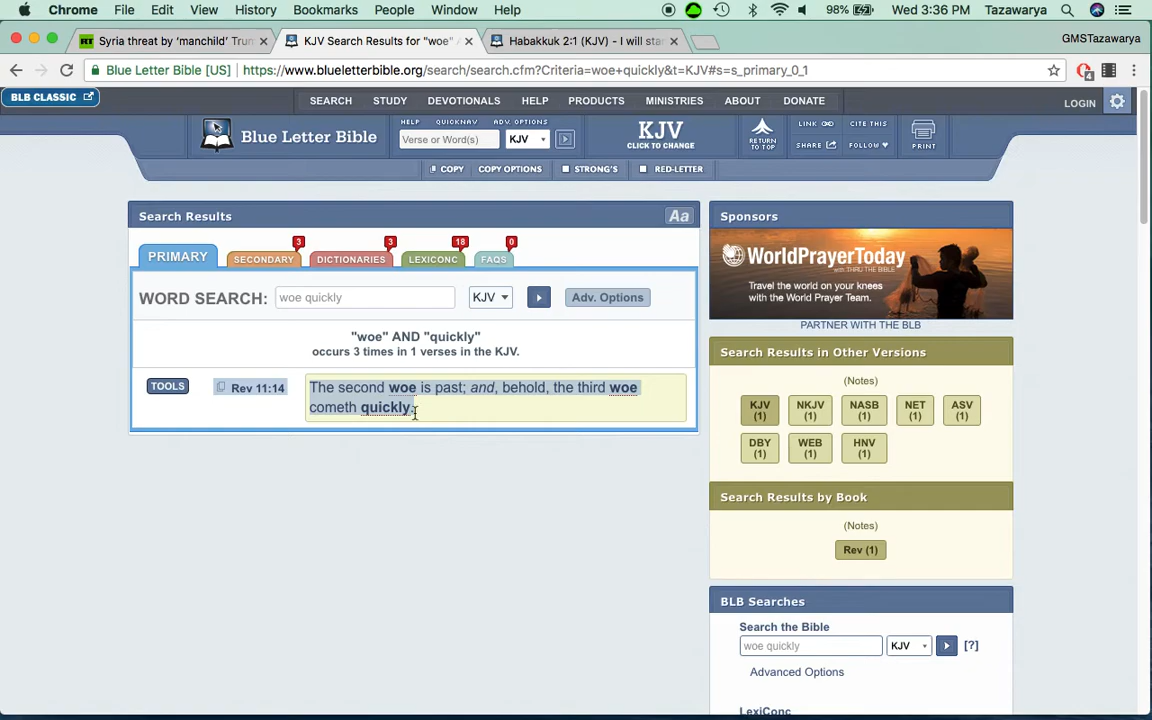 Chrome File Edit View History Bookmarks People Window Help 98% Wed 3:36 PM Tazawarya
Syria threat by ‘manchild’ Trum
KJV Search Results for "woe" A
Habakkuk 2:1 (KJV) - I will stan
GMSTazawarya
Blue Letter Bible [US] https://www.blueletterbible.org/search/search.cfm?Criteria=woe+quickly&t=KJV#s=s_primary_0_1
4
BLB CLASSIC
SEARCH STUDY DEVOTIONALS HELP PRODUCTS MINISTRIES ABOUT DONATE
LOGIN
Blue Letter Bible
HELP QUICKNAV ADV. OPTIONS
Verse or Word(s) KJV
KJV
CLICK TO CHANGE
RETURN
TO TOP
LINK CITE THIS
SHARE FOLLOW
PRINT
COPY COPY OPTIONS STRONG'S RED-LETTER
Search Results Aa
PRIMARY
SECONDARY 3
DICTIONARIES 3
LEXICONC 18
FAQS 0
WORD SEARCH: woe quickly KJV Adv. Options
"woe" AND "quickly"
occurs 3 times in 1 verses in the KJV.
TOOLS Rev 11:14 The second woe is past; and, behold, the third woe
cometh quickly.
Sponsors
WorldPrayerToday
with THRU THE BIBLE
Travel the world on your knees
with the World Prayer Team.
PARTNER WITH THE BLB
Search Results in Other Versions
(Notes)
KJV
(1)
NKJV
(1)
NASB
(1)
NET
(1)
ASV
(1)
DBY
(1)
WEB
(1)
HNV
(1)
Search Results by Book
(Notes)
Rev (1)
BLB Searches
Search the Bible
woe quickly KJV [?]
Advanced Options
LexiConc